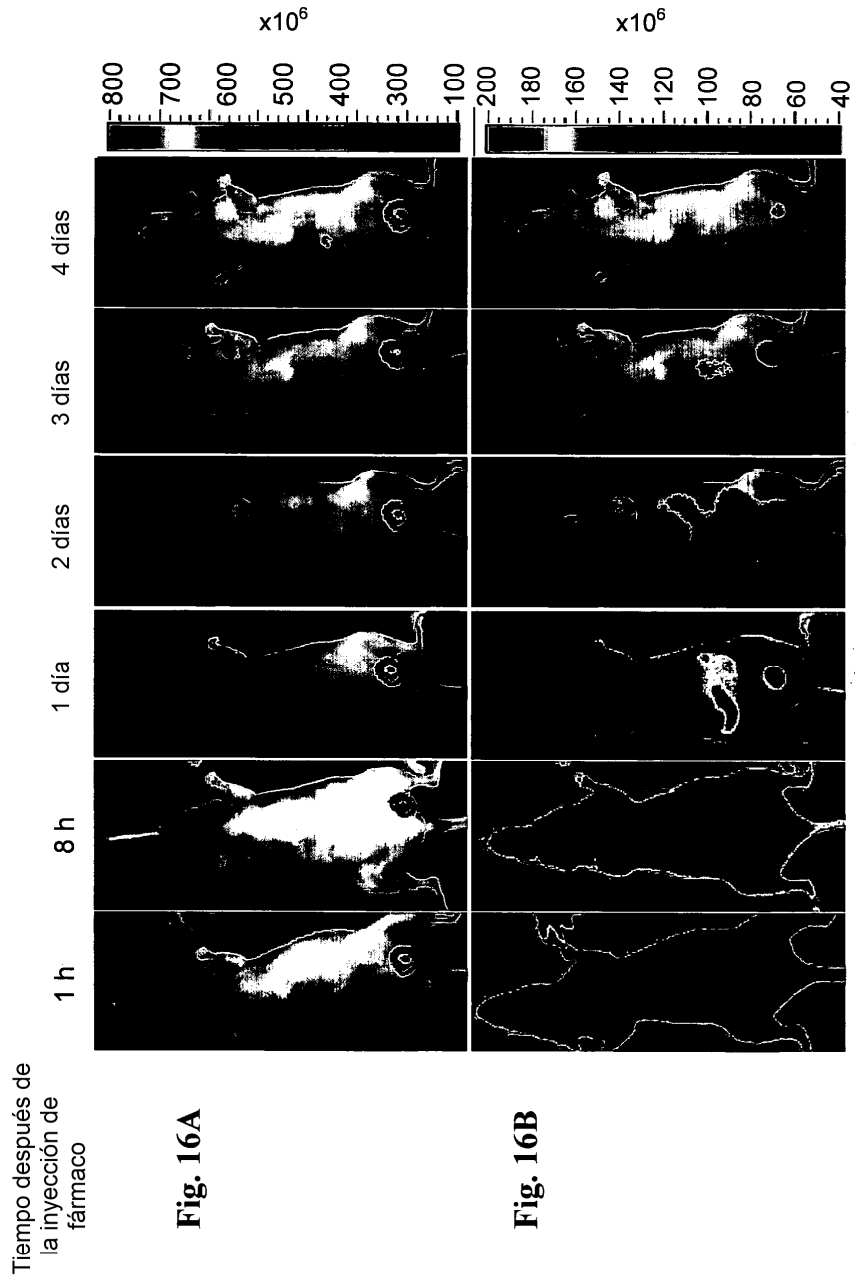 Tiempo después de
la inyección de
fármaco
1 h
8 h
1 día
2 días
3 días
4 días
Fig. 16A
800
700
600
500
400
300
100
x10⁶
Fig. 16B
200
180
160
140
120
100
80
60
40
x10⁶